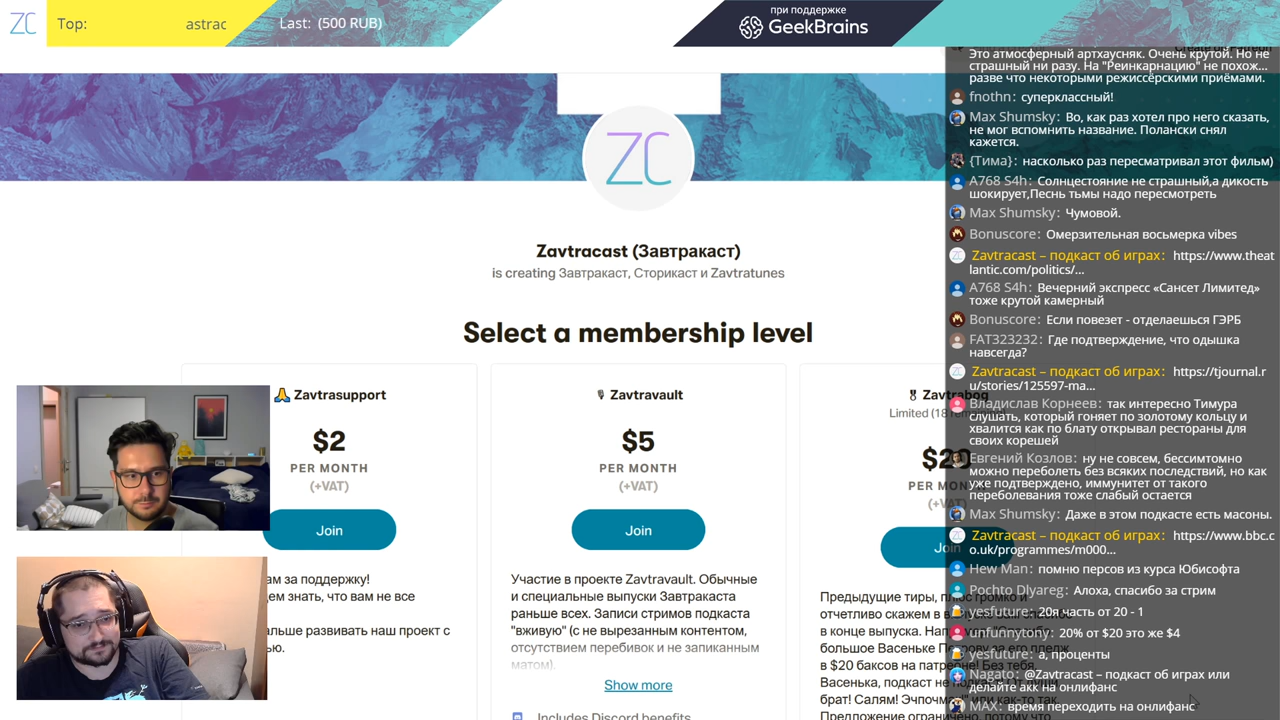 ZC
Top:
astrac
Last: (500 RUB)
при поддержке
GeekBrains
ZC
Zavtracast (Завтракаст)
is creating Завтракаст, Сторикаст и Zavtratunes
Select a membership level
Zavtrasupport
$2
PER MONTH
(+VAT)
Join
ам за поддержку!
ем знать, что вам не все
альше развивать наш проект с
ью.
Zavtravault
$5
PER MONTH
(+VAT)
Join
Участие в проекте Zavtravault. Обычные
и специальные выпуски Завтракаста
раньше всех. Записи стримов подкаста
"вживую" (с не вырезанным контентом,
отсутствием перебивок и не запиканным
матом).
Show more
Includes Discord benefits
Limited (18
PER MON
Join
Предыдущие тиры, плюс громко и
отчетливо скажем в
в конце выпуска.
большое Васеньке
в $20 баксов на патреоне! Без тебя,
Васенька, подкаст не
брат! Салям!
Предложение ограничено, потому что
Это атмосферный артхаусняк. Очень крутой. Но не
страшный ни разу. На "Реинкарнацию" не похож...
разве что некоторыми режиссёрскими приёмами.
fnothn: суперклассный!
Max Shumsky: Во, как раз хотел про него сказать,
не мог вспомнить название. Полански снял
кажется.
{Тима}: насколько раз пересматривал этот фильм)
A768 S4h: Солнцестояние не страшный,а дикость
шокирует,Песнь тьмы надо пересмотреть
Max Shumsky: Чумовой.
Bonuscore: Омерзительная восьмерка vibes
Zavtracast – подкаст об играх: https://www.theat
lantic.com/politics/...
A768 S4h: Вечерний экспресс «Сансет Лимитед»
тоже крутой камерный
Bonuscore: Если повезет - отделаешься ГЭРБ
FAT323232: Где подтверждение, что одышка
навсегда?
Zavtracast – подкаст об играх: https://tjournal.r
u/stories/125597-ma...
Владислав Корнеев: так интересно Тимура
слушать, который гоняет по золотому кольцу и
хвалится как по блату открывал рестораны для
своих корешей
Евгений Козлов: ну не совсем, бессимтомно
можно переболеть без всяких последствий, но как
уже подтверждено, иммунитет от такого
переболевания тоже слабый остается
Max Shumsky: Даже в этом подкасте есть масоны.
Zavtracast – подкаст об играх: https://www.bbc.c
o.uk/programmes/m000...
Hew Man: помню персов из курса Юбисофта
Pochto Dlyareg: Алоха, спасибо за стрим
yesfuture: 20я часть от 20 - 1
unfunnytony: 20% от $20 это же $4
yesfuture: а, проценты
Nagato: @Zavtracast – подкаст об играх или
делайте акк на онлифанс
MAX: время переходить на онлифанс